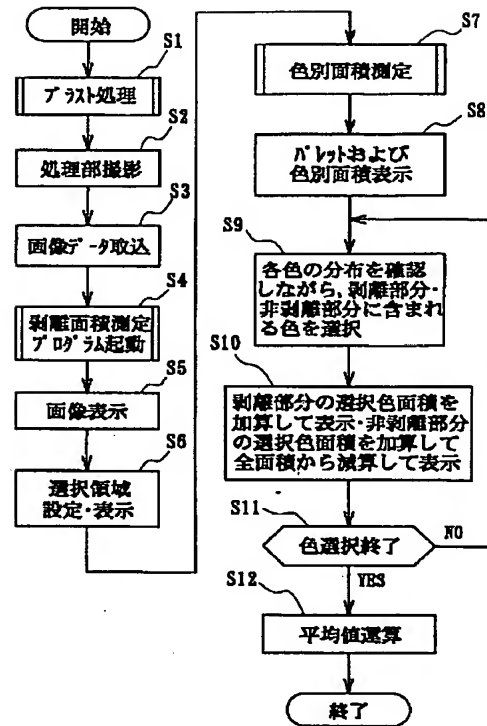 開始
S1
ブラスト処理
S2
処理部撮影
S3
画像データ取込
S4
剥離面積測定
プログラム起動
S5
画像表示
S6
選択領域
設定・表示
S7
色別面積測定
S8
パレットおよび
色別面積表示
S9
各色の分布を確認
しながら、剥離部分・
非剥離部分に含まれ
る色を選択
S10
剥離部分の選択色面積を
加算して表示・非剥離部分
の選択色面積を加算して
全面積から減算して表示
S11
色選択終了
NO
YES
S12
平均値演算
終了